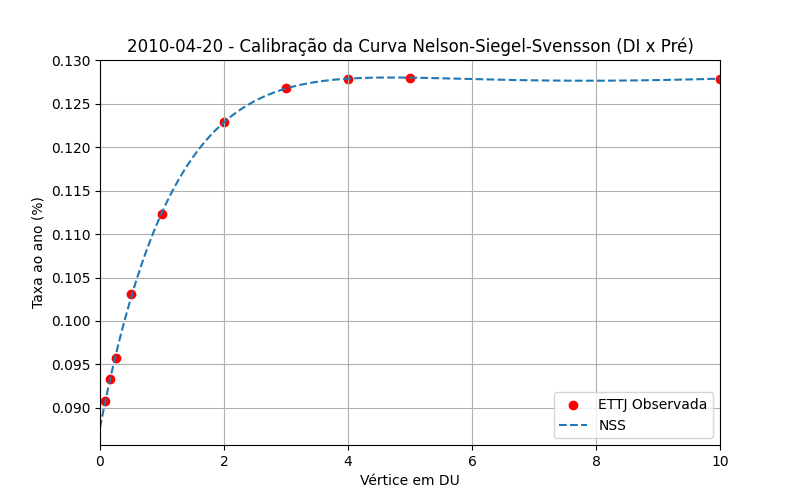 2010-04-20 - Calibração da Curva Nelson-Siegel-Svensson (DI x Pré)
Taxa ao ano (%)
0.130
0.125
0.120
0.115
0.110
0.105
0.100
0.095
0.090
ETTJ Observada
NSS
0 2 4 6 8 10
Vértice em DU